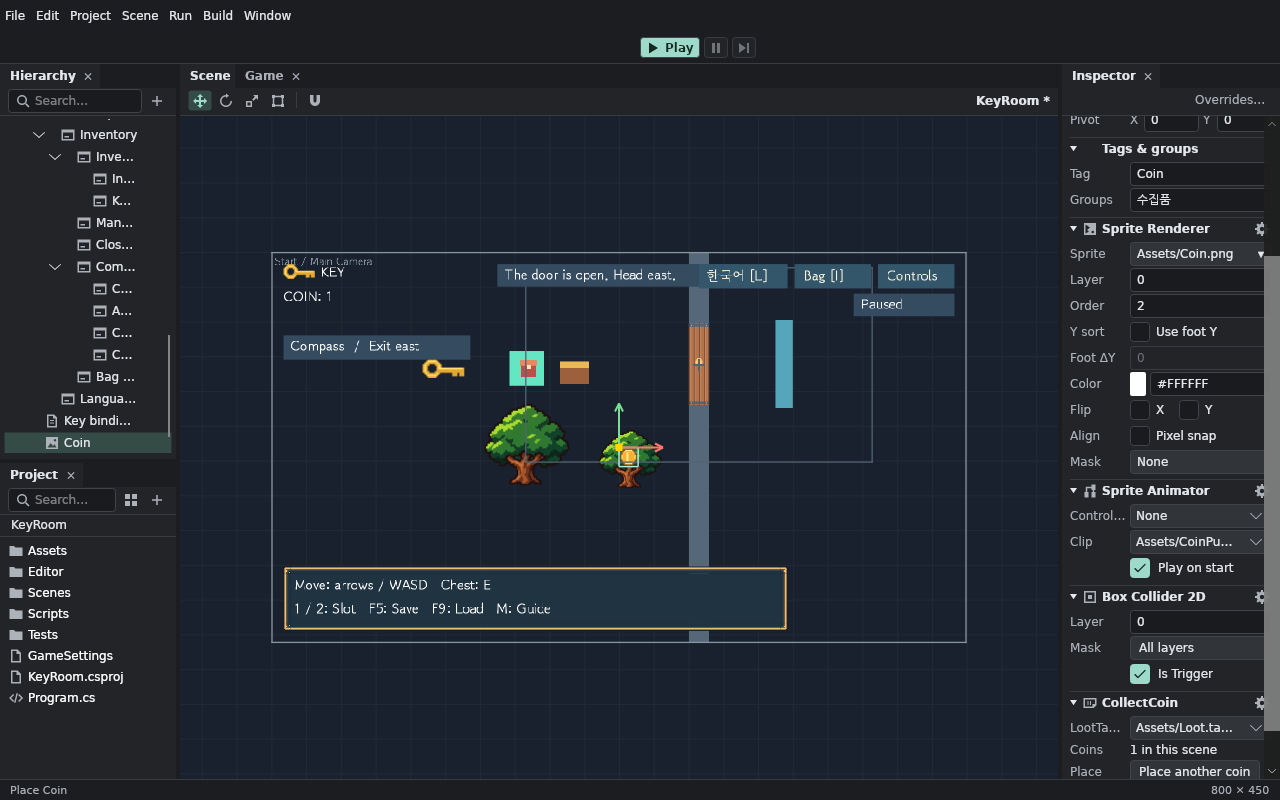 File Edit Project Scene Run Build Window
Play
Hierarchy
Scene Game
Inspector
Search...
KeyRoom *
Overrides...
Inventory
Inve...
In...
K...
Man...
Clos...
Com...
C...
A...
C...
C...
Bag ...
Langua...
Key bindi...
Coin
Project
Search...
KeyRoom
Assets
Editor
Scenes
Scripts
Tests
GameSettings
KeyRoom.csproj
Program.cs
Start / Main Camera
KEY
COIN: 1
The door is open. Head east.
한국어 [L]
Bag [I]
Controls
Paused
Compass / Exit east
Move: arrows / WASD Chest: E
1 / 2: Slot F5: Save F9: Load M: Guide
Pivot X 0 Y 0
Tags & groups
Tag Coin
Groups 수집품
Sprite Renderer
Sprite Assets/Coin.png
Layer 0
Order 2
Y sort Use foot Y
Foot ΔY 0
Color #FFFFFF
Flip X Y
Align Pixel snap
Mask None
Sprite Animator
Control... None
Clip Assets/CoinPu...
Play on start
Box Collider 2D
Layer 0
Mask All layers
Is Trigger
CollectCoin
LootTa... Assets/Loot.ta...
Coins 1 in this scene
Place Place another coin
Place Coin
800 × 450